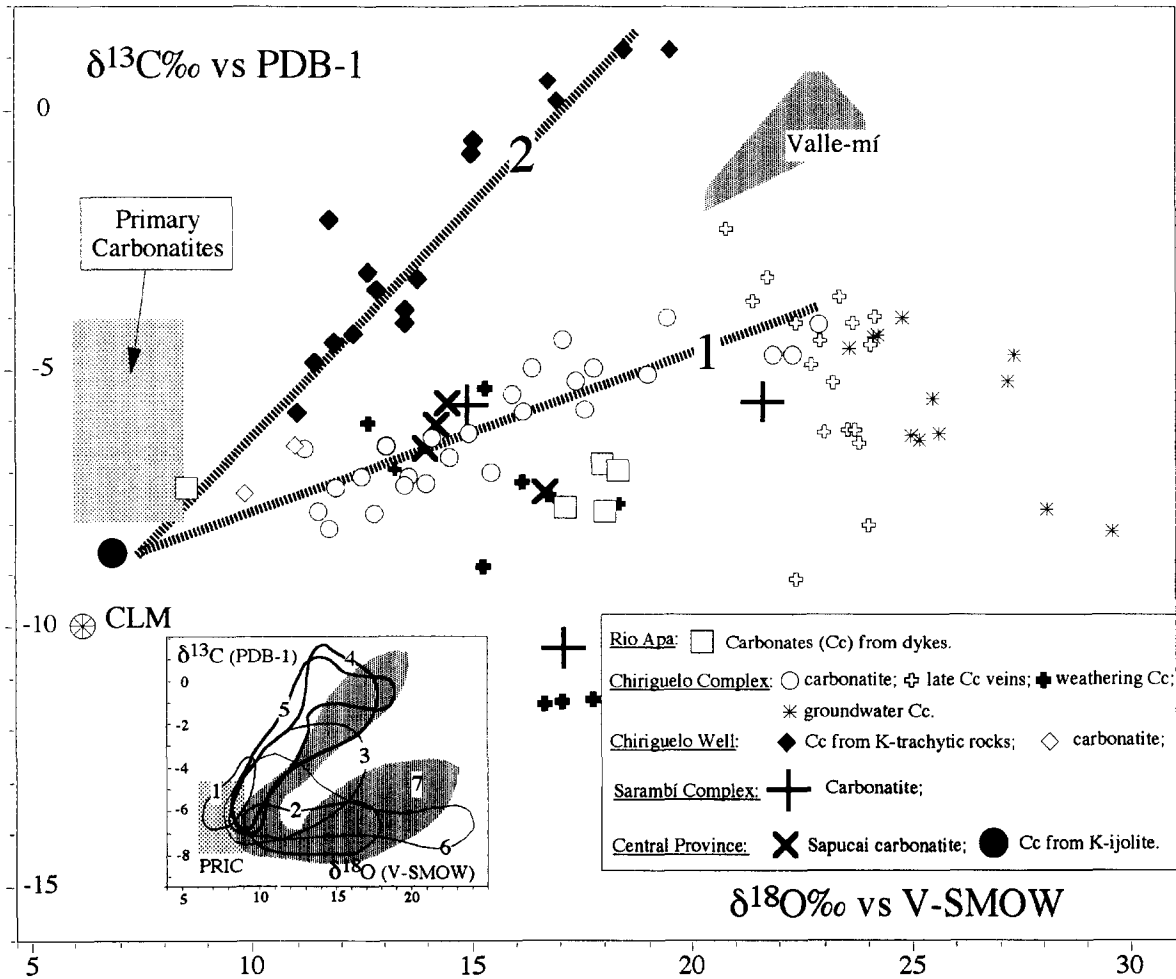 δ¹³C‰ vs PDB-1
0
2
Valle-mí
Primary
Carbonatites
-5
1
-10
CLM
δ¹³C (PDB-1)
4
0
5
-2
3
-4
1
7
-6
2
6
-8
PRIC
δ¹⁸O (V-SMOW)
5 10 15 20
Rio Apa: Carbonates (Cc) from dykes.
Chiriguelo Complex: carbonatite; late Cc veins; weathering Cc;
groundwater Cc.
Chiriguelo Well: Cc from K-trachytic rocks; carbonatite;
Sarambí Complex: Carbonatite;
Central Province: Sapucai carbonatite; Cc from K-ijolite.
-15
δ¹⁸O‰ vs V-SMOW
5 10 15 20 25 30